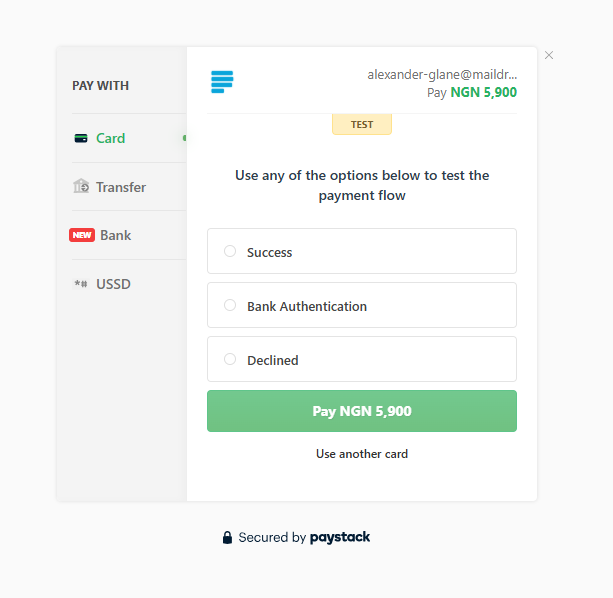 PAY WITH
Card
Transfer
NEW Bank
*# USSD
alexander-glane@maildr...
Pay NGN 5,900
TEST
Use any of the options below to test the
payment flow
Success
Bank Authentication
Declined
Pay NGN 5,900
Use another card
Secured by paystack